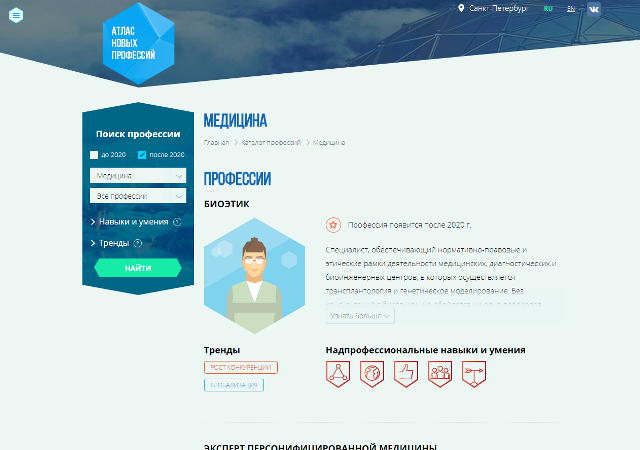 АТЛАС
НОВЫХ
ПРОФЕССИЙ
Санкт-Петербург RU EN
Поиск профессии
до 2020 после 2020
Медицина
Все профессии
Навыки и умения
Тренды ?
НАЙТИ
МЕДИЦИНА
Главная Каталог профессий Медицина
ПРОФЕССИИ
БИОЭТИК
Профессия появится после 2020 г.
Специалист, обеспечивающий нормативно-правовые и
этические рамки деятельности медицинских, диагностических и
биоинженерных центров, в которых осуществляется
трансплантология и генетическое моделирование. Без
Узнать больше
Тренды
РОСТ КОНКУРЕНЦИИ
ГЛОБАЛИЗАЦИЯ
Надпрофессиональные навыки и умения
ЭКСПЕРТ ПЕРСОНИФИЦИРОВАННОЙ МЕДИЦИНЫ